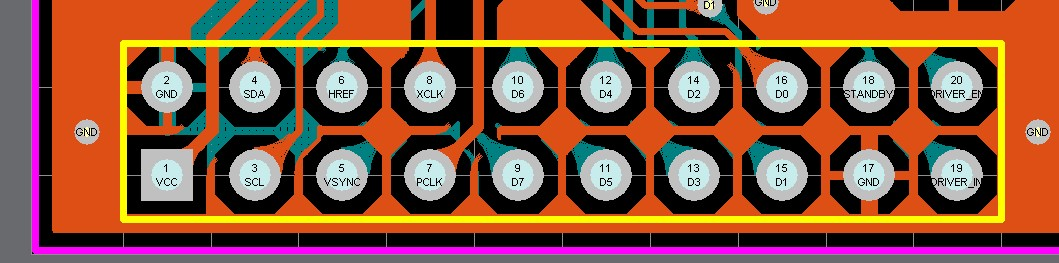 D1
GND
2
GND
4
SDA
6
HREF
8
XCLK
10
D6
12
D4
14
D2
16
D0
18
STANDBY
20
DRIVER_EN
GND
GND
1
VCC
3
SCL
5
VSYNC
7
PCLK
9
D7
11
D5
13
D3
15
D1
17
GND
19
DRIVER_IN